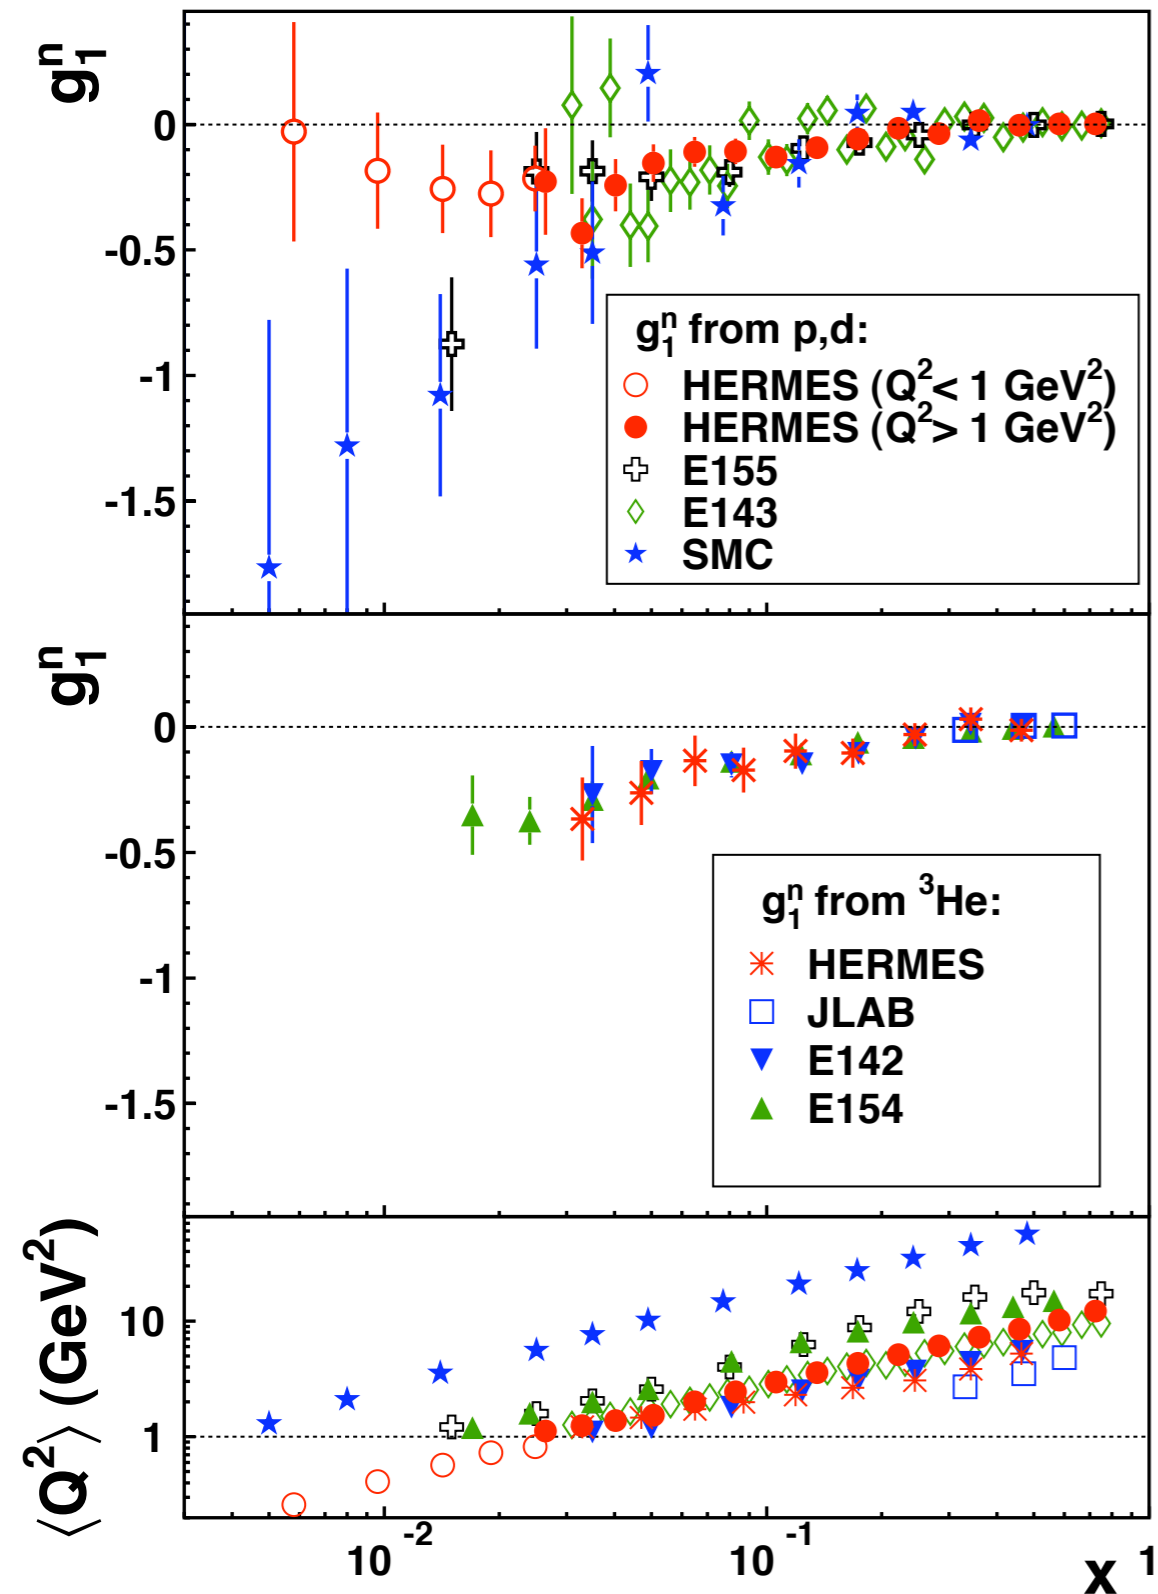 g₁ⁿ
0
-0.5
-1
-1.5
g₁ⁿ from p,d:
HERMES (Q² < 1 GeV²)
HERMES (Q² > 1 GeV²)
E155
E143
SMC
g₁ⁿ
0
-0.5
-1
-1.5
g₁ⁿ from ³He:
HERMES
JLAB
E142
E154
⟨Q²⟩ (GeV²)
10
1
10⁻² 10⁻¹ 1
x